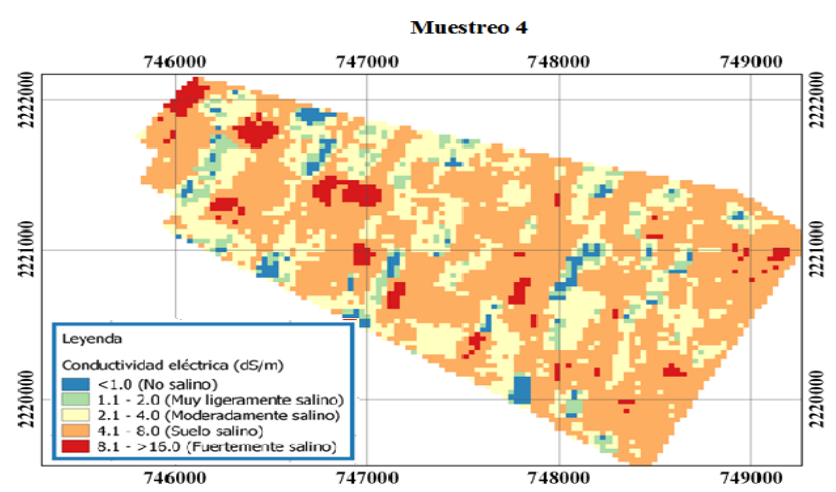 Muestreo 4
746000 747000 748000 749000
2222000 2222000
2221000 2221000
Leyenda
Conductividad eléctrica (dS/m)
<1.0 (No salino)
1.1 - 2.0 (Muy ligeramente salino)
2.1 - 4.0 (Moderadamente salino)
4.1 - 8.0 (Suelo salino)
8.1 - >16.0 (Fuertemente salino)
2220000 2220000
746000 747000 748000 749000